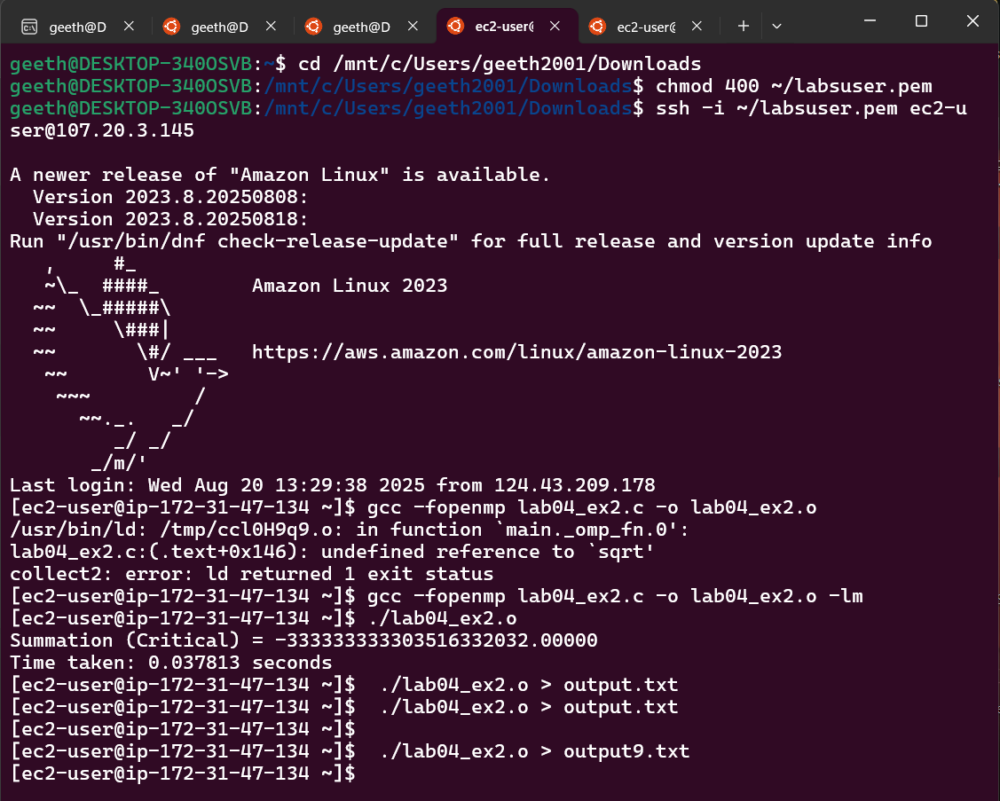 geeth@D
geeth@D
geeth@D
ec2-user@
ec2-user@
geeth@DESKTOP-340OSVB:~$ cd /mnt/c/Users/geeth2001/Downloads
geeth@DESKTOP-340OSVB:/mnt/c/Users/geeth2001/Downloads$ chmod 400 ~/labsuser.pem
geeth@DESKTOP-340OSVB:/mnt/c/Users/geeth2001/Downloads$ ssh -i ~/labsuser.pem ec2-u
ser@107.20.3.145
A newer release of "Amazon Linux" is available.
  Version 2023.8.20250808:
  Version 2023.8.20250818:
Run "/usr/bin/dnf check-release-update" for full release and version update info
   ,     #_
   ~\_  ####_        Amazon Linux 2023
  ~~  \_#####\
  ~~     \###|
  ~~       \#/ ___   https://aws.amazon.com/linux/amazon-linux-2023
   ~~       V~' '->
    ~~~         /
      ~~._.   _/
         _/ _/
       _/m/'
Last login: Wed Aug 20 13:29:38 2025 from 124.43.209.178
[ec2-user@ip-172-31-47-134 ~]$ gcc -fopenmp lab04_ex2.c -o lab04_ex2.o
/usr/bin/ld: /tmp/ccl0H9q9.o: in function `main._omp_fn.0':
lab04_ex2.c:(.text+0x146): undefined reference to `sqrt'
collect2: error: ld returned 1 exit status
[ec2-user@ip-172-31-47-134 ~]$ gcc -fopenmp lab04_ex2.c -o lab04_ex2.o -lm
[ec2-user@ip-172-31-47-134 ~]$ ./lab04_ex2.o
Summation (Critical) = -333333333303516332032.00000
Time taken: 0.037813 seconds
[ec2-user@ip-172-31-47-134 ~]$  ./lab04_ex2.o > output.txt
[ec2-user@ip-172-31-47-134 ~]$  ./lab04_ex2.o > output.txt
[ec2-user@ip-172-31-47-134 ~]$
[ec2-user@ip-172-31-47-134 ~]$  ./lab04_ex2.o > output9.txt
[ec2-user@ip-172-31-47-134 ~]$